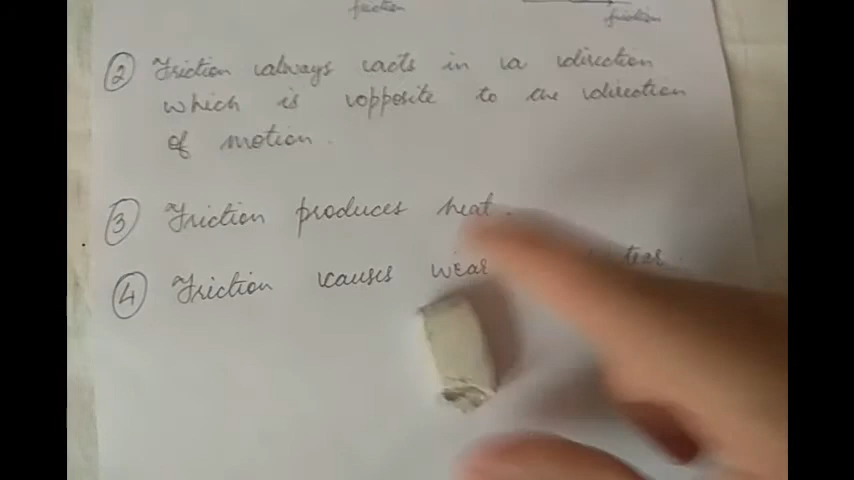 friction
friction
② Friction always acts in a direction
which is opposite to the direction
of motion.
③ Friction produces heat.
④ Friction causes wear tear.